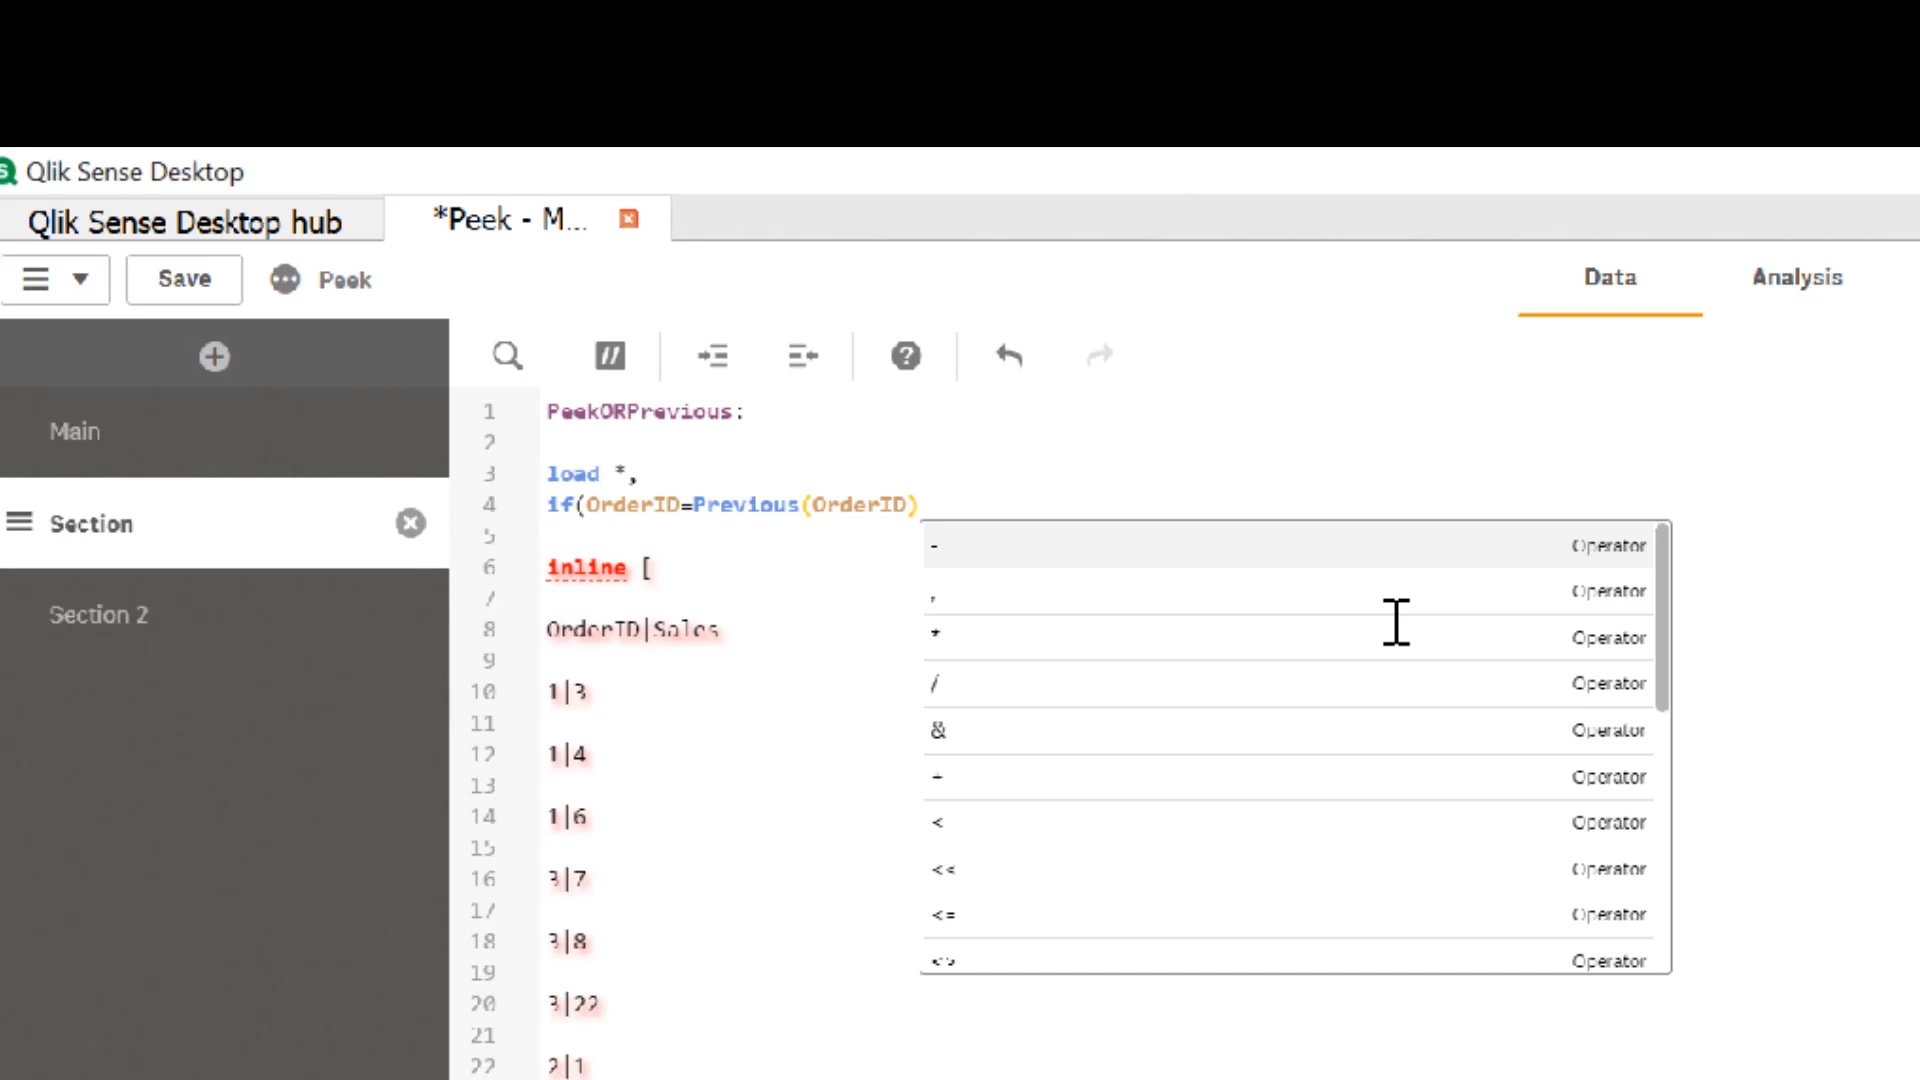 Qlik Sense Desktop
Qlik Sense Desktop hub
*Peek - M...
Save
Peek
Data
Analysis
Main
Section
Section 2
1 PeekORPrevious:
2
3 load *,
4 if(OrderID=Previous(OrderID)
5
6 inline [
7
8 OrderID|Sales
9
10 1|3
11
12 1|4
13
14 1|6
15
16 3|7
17
18 3|8
19
20 3|22
21
22 2|1
- Operator
, Operator
* Operator
/ Operator
& Operator
+ Operator
< Operator
<< Operator
<= Operator
<> Operator